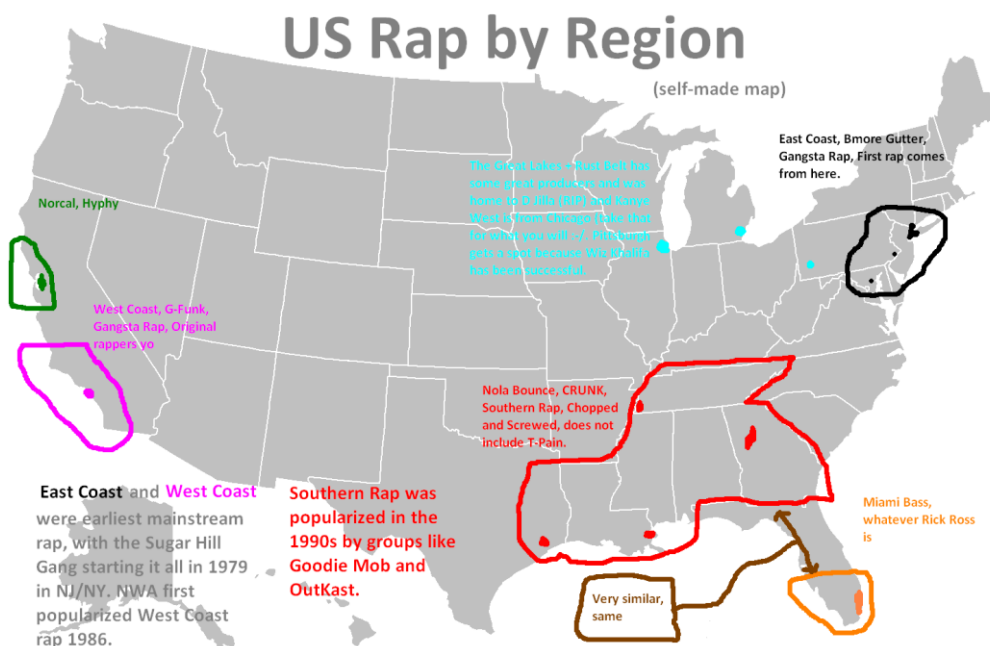 US Rap by Region
(self-made map)
East Coast, Bmore Gutter,
Gangsta Rap, First rap comes
from here.
The Great Lakes + Rust Belt has
some great producers and was
home to D Jilla (RIP) and Kanye
West is from Chicago (take that
for what you will :-/. Pittsburgh
gets a spot because Wiz Khalifa
has been successful.
Norcal, Hyphy
West Coast, G-Funk,
Gangsta Rap, Original
rappers yo
Nola Bounce, CRUNK,
Southern Rap, Chopped
and Screwed, does not
include T-Pain.
East Coast and West Coast
were earliest mainstream
rap, with the Sugar Hill
Gang starting it all in 1979
in NJ/NY. NWA first
popularized West Coast
rap 1986.
Southern Rap was
popularized in the
1990s by groups like
Goodie Mob and
OutKast.
Miami Bass,
whatever Rick Ross
is
Very similar,
same